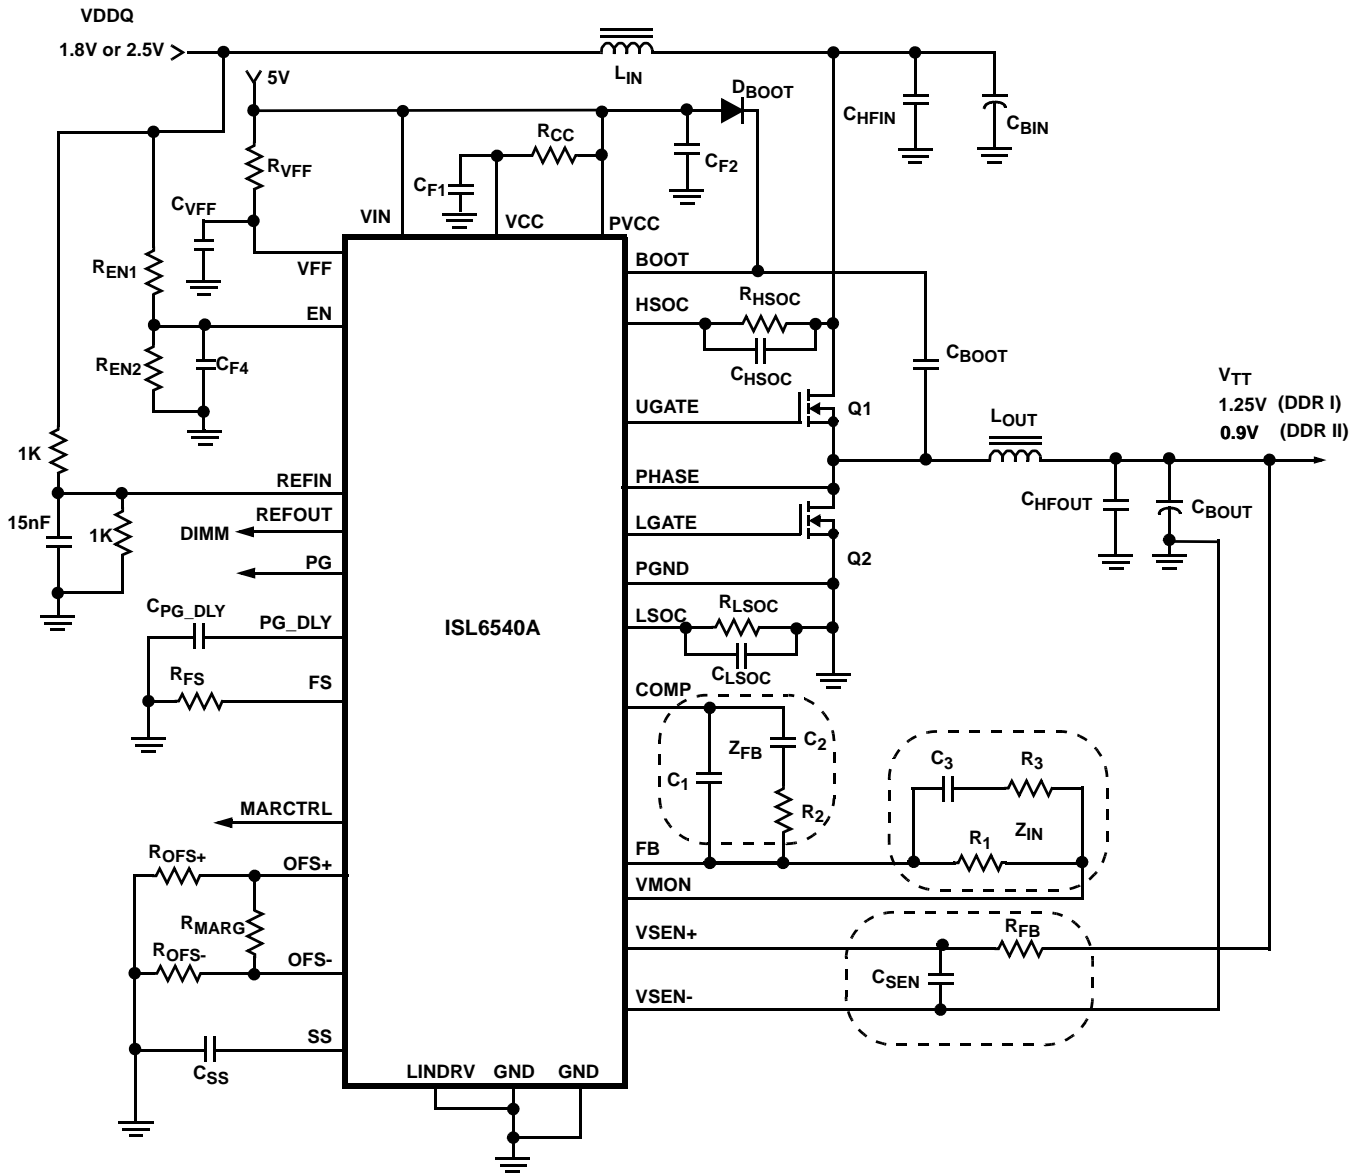 VDDQ
1.8V or 2.5V
5V
LIN
DBOOT
CHFIN
CBIN
RCC
CF2
RVFF
CF1
CVFF
VIN
VCC
PVCC
VFF
BOOT
REN1
HSOC
RHSOC
EN
CHSOC
CBOOT
REN2
CF4
VTT
1.25V (DDR I)
0.9V (DDR II)
UGATE
Q1
LOUT
1K
REFIN
PHASE
CHFOUT
CBOUT
15nF
1K
REFOUT
DIMM
LGATE
Q2
PG
PGND
CPG_DLY
PG_DLY
ISL6540A
LSOC
RLSOC
CLSOC
RFS
FS
COMP
ZFB
C2
C1
R2
C3
R3
ZIN
R1
MARCTRL
FB
ROFS+
OFS+
VMON
RMARG
VSEN+
RFB
ROFS-
OFS-
CSEN
VSEN-
SS
CSS
LINDRV
GND
GND